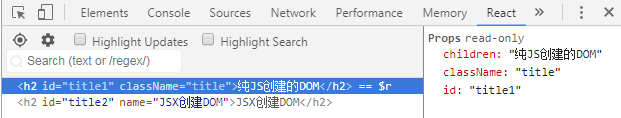 Elements Console Sources Network Performance Memory React »
Highlight Updates Highlight Search
Search (text or /regex/)
<h2 id="title1" className="title">纯JS创建的DOM</h2> == $r
<h2 id="title2" name="JSX创建DOM">JSX创建DOM</h2>
Props read-only
children: "纯JS创建的DOM"
className: "title"
id: "title1"